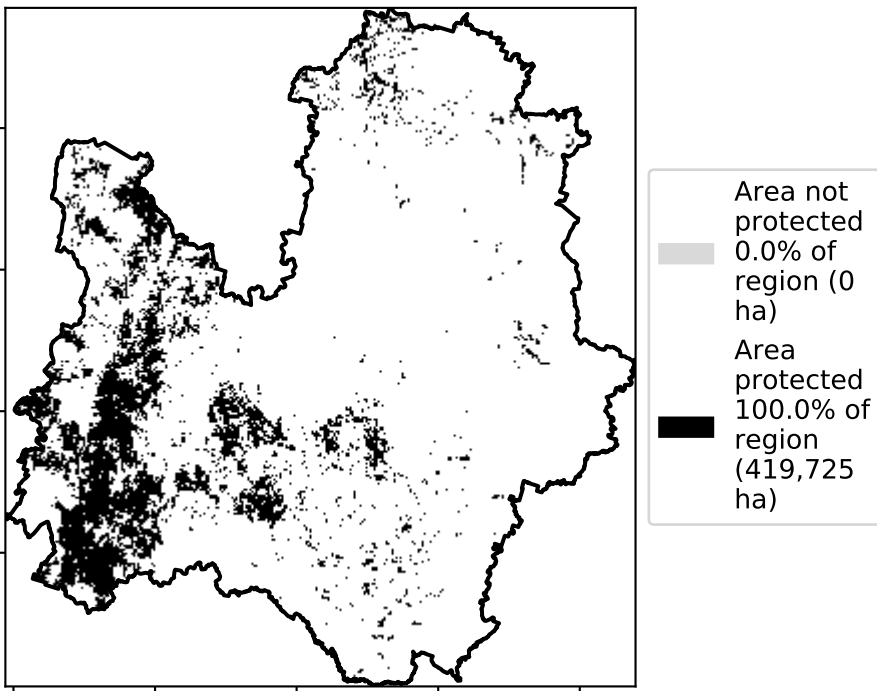 Area not
protected
0.0% of
region (0
ha)
Area
protected
100.0% of
region
(419,725
ha)